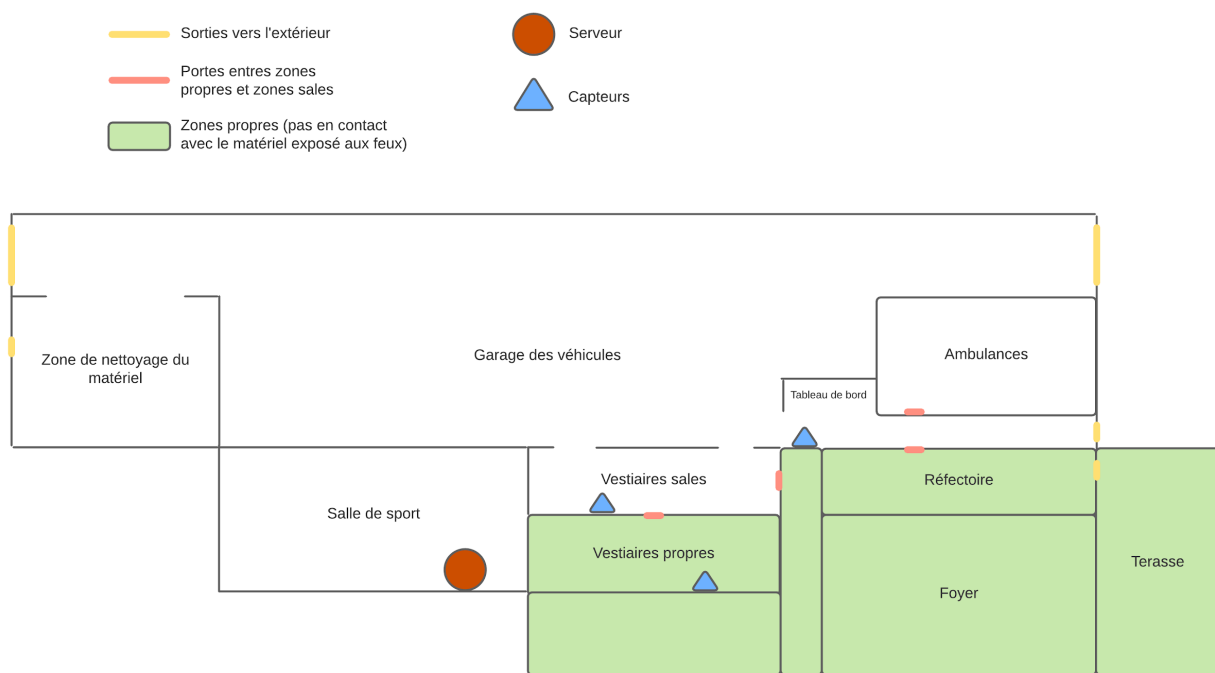 Sorties vers l'extérieur
Serveur
Portes entres zones
propres et zones sales
Capteurs
Zones propres (pas en contact
avec le matériel exposé aux feux)
Zone de nettoyage du
matériel
Garage des véhicules
Ambulances
Tableau de bord
Vestiaires sales
Réfectoire
Salle de sport
Vestiaires propres
Terasse
Foyer